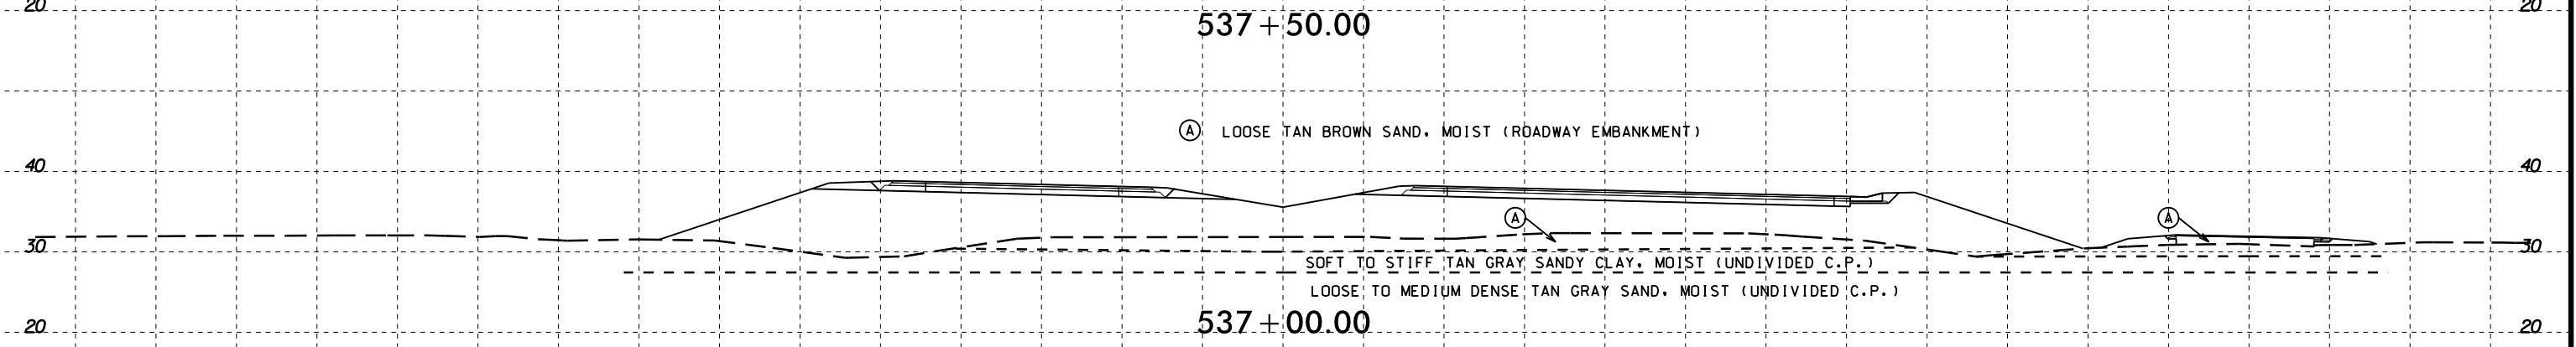 20 20
537+50.00
Ⓐ LOOSE TAN BROWN SAND, MOIST (ROADWAY EMBANKMENT)
40 40
Ⓐ Ⓐ
30 30
SOFT TO STIFF TAN GRAY SANDY CLAY, MOIST (UNDIVIDED C.P.)
LOOSE TO MEDIUM DENSE TAN GRAY SAND, MOIST (UNDIVIDED C.P.)
537+00.00
20 20